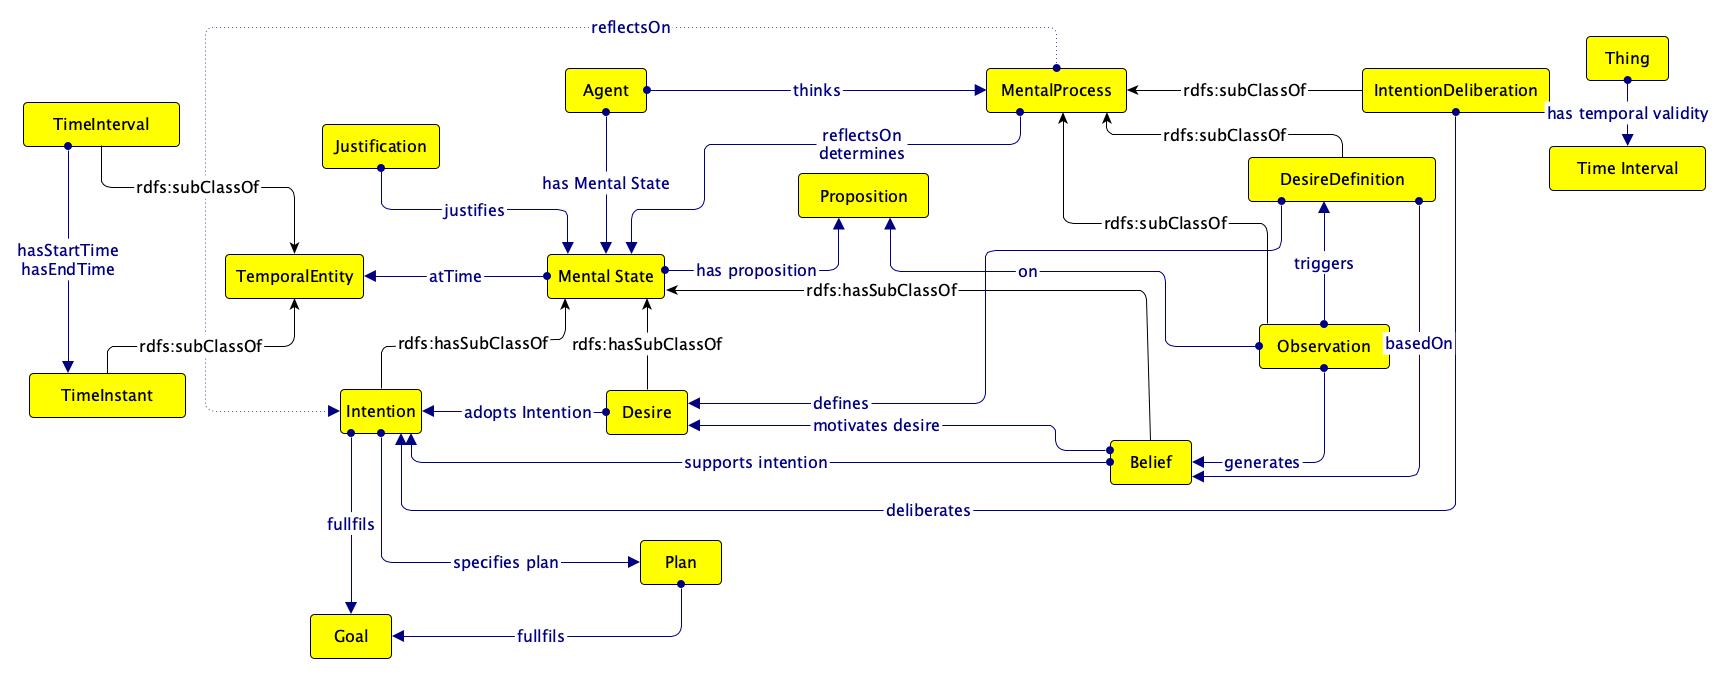 reflectsOn
Thing
Agent
thinks
MentalProcess
rdfs:subClassOf
IntentionDeliberation
has temporal validity
TimeInterval
Justification
reflectsOn
determines
rdfs:subClassOf
Time Interval
rdfs:subClassOf
has Mental State
Proposition
DesireDefinition
justifies
rdfs:subClassOf
hasStartTime
hasEndTime
TemporalEntity
atTime
Mental State
has proposition
on
triggers
rdfs:hasSubClassOf
rdfs:subClassOf
rdfs:hasSubClassOf
rdfs:hasSubClassOf
Observation
basedOn
TimeInstant
Intention
adopts Intention
Desire
defines
motivates desire
supports intention
Belief
generates
deliberates
fullfils
specifies plan
Plan
Goal
fullfils